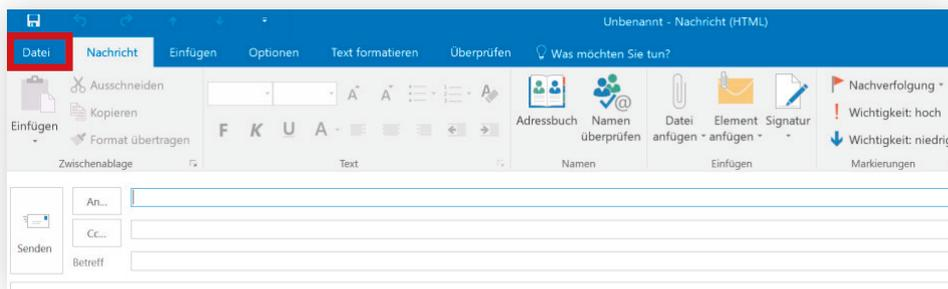 Unbenannt - Nachricht (HTML)
Datei Nachricht Einfügen Optionen Text formatieren Überprüfen Was möchten Sie tun?
Einfügen
Ausschneiden
Kopieren
Format übertragen
Zwischenablage
F K U A
A A
Text
Adressbuch
Namen
überprüfen
Namen
Datei
anfügen
Element
anfügen
Signatur
Einfügen
Nachverfolgung
Wichtigkeit: hoch
Wichtigkeit: niedrig
Markierungen
Senden
An...
Cc...
Betreff